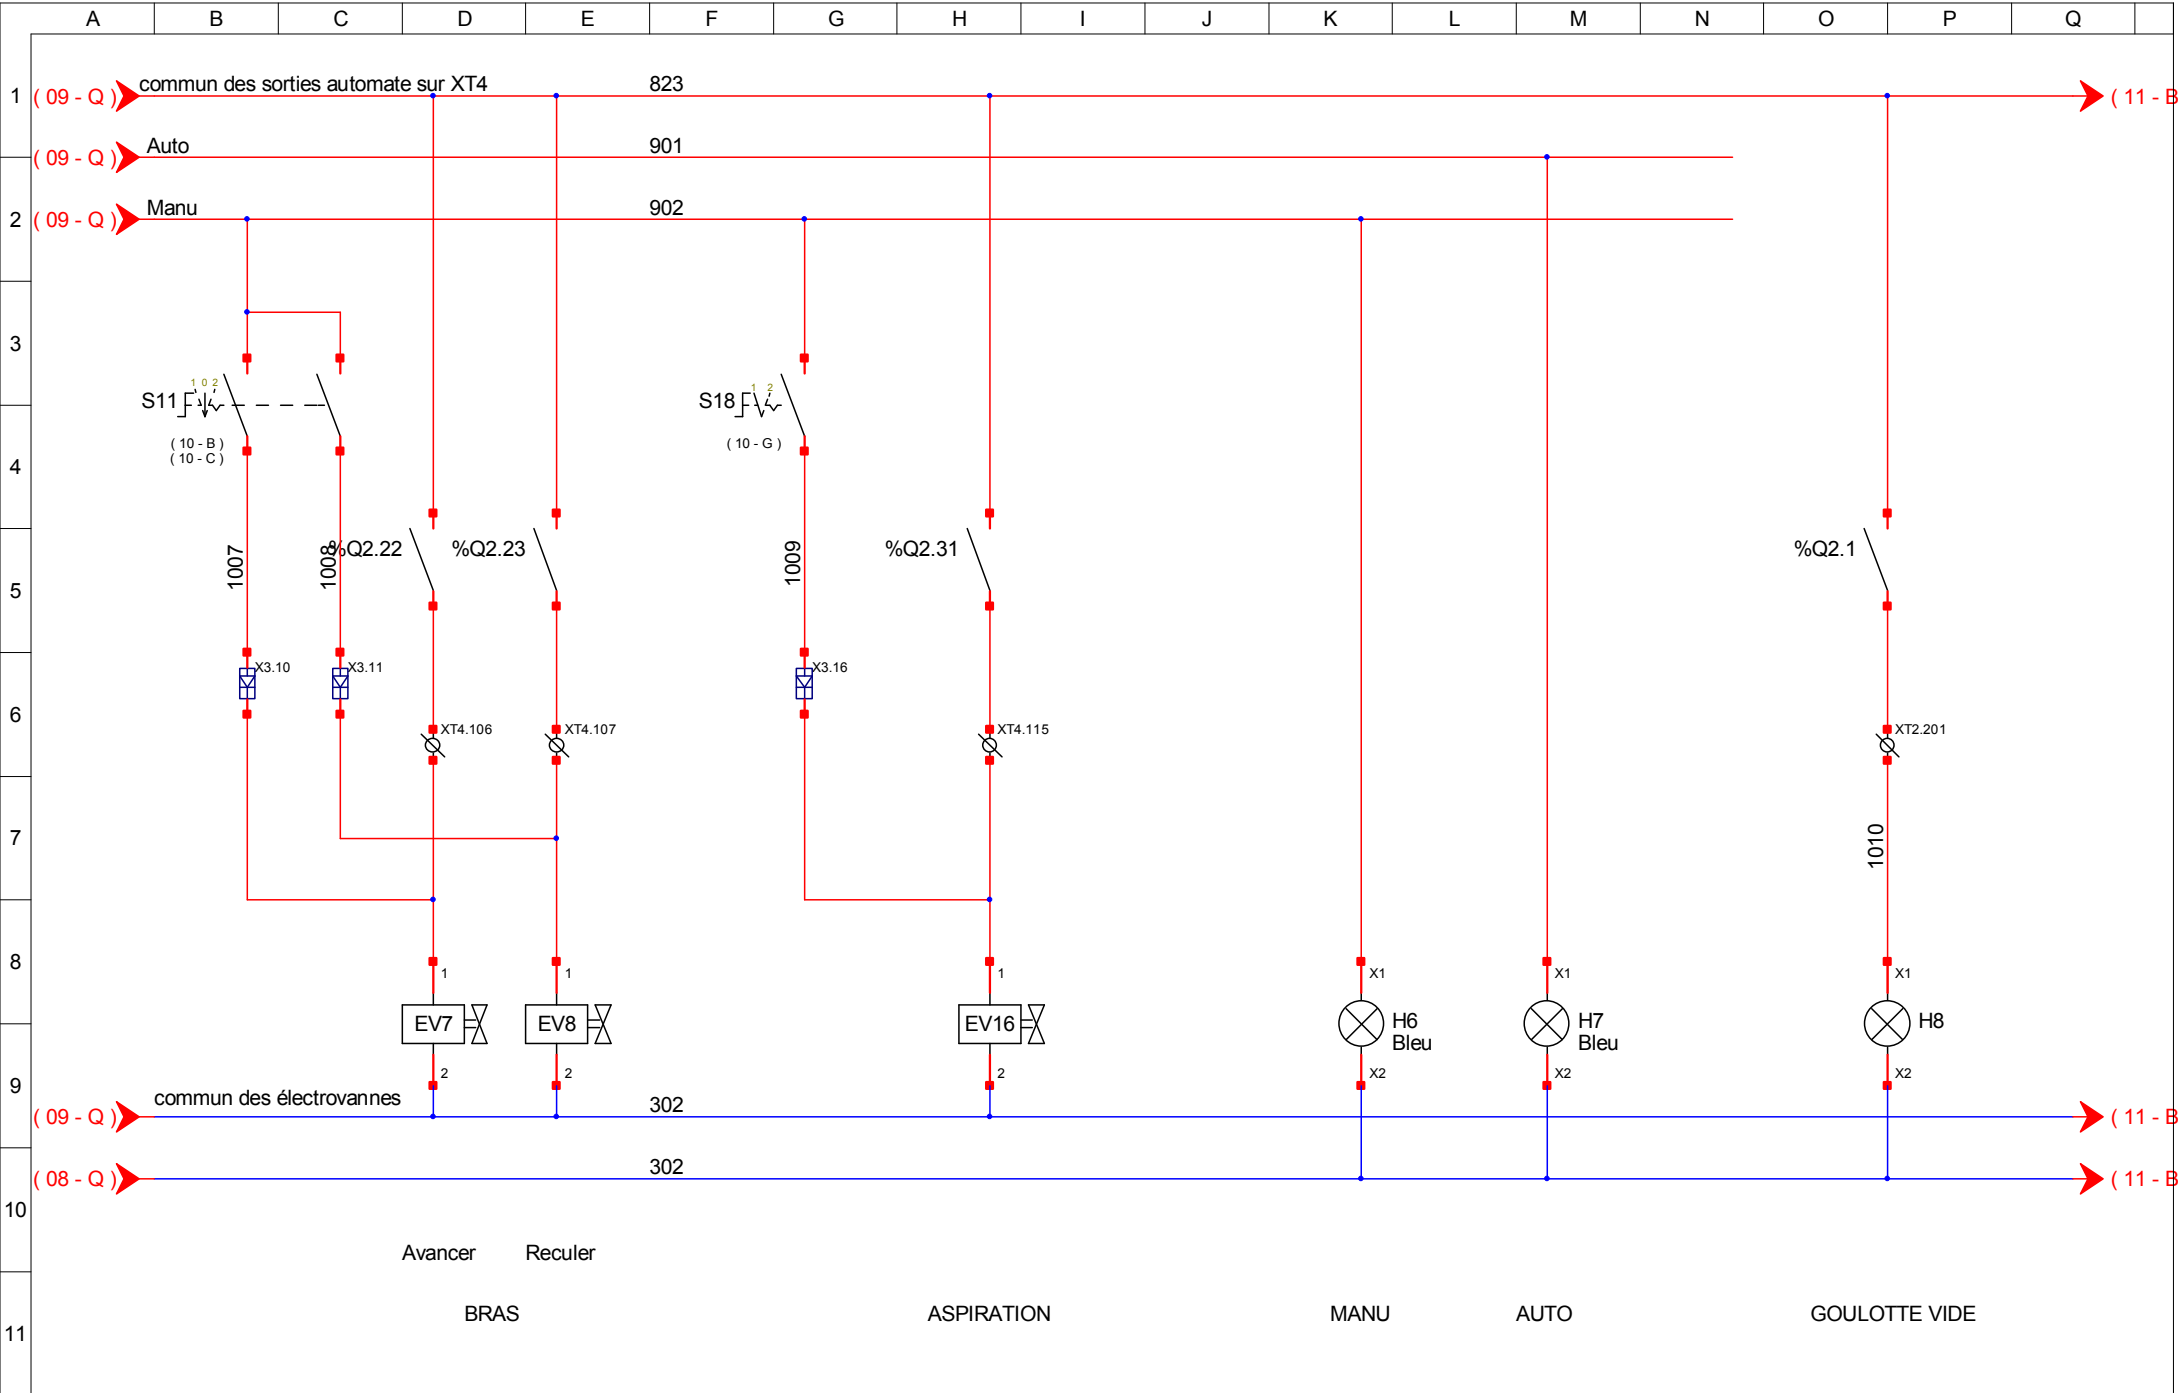 A B C D E F G H I J K L M N O P Q
1 ( 09 - Q ) commun des sorties automate sur XT4 823 ( 11 - B
( 09 - Q ) Auto 901
2 ( 09 - Q ) Manu 902
3
1 0 2
S11
( 10 - B )
( 10 - C )
1 2
S18
( 10 - G )
4
1007
1008
%Q2.22
%Q2.23
1009
%Q2.31
%Q2.1
5
X3.10
X3.11
X3.16
6
XT4.106
XT4.107
XT4.115
XT2.201
7
1010
8
1 1 1 X1 X1 X1
EV7 EV8 EV16
H6
Bleu
H7
Bleu
H8
2 2 2 X2 X2 X2
9
commun des électrovannes
( 09 - Q ) 302 ( 11 - B
( 08 - Q ) 302 ( 11 - B
10
Avancer Reculer
11
BRAS ASPIRATION MANU AUTO GOULOTTE VIDE